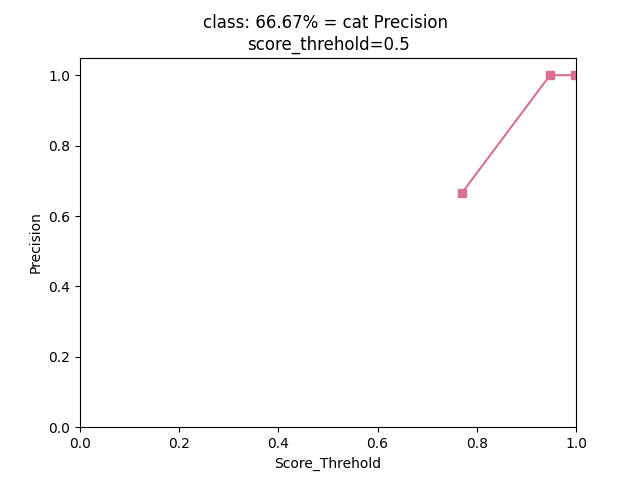 class: 66.67% = cat Precision
score_threhold=0.5
1.0
0.8
0.6
0.4
0.2
0.0
Precision
0.0 0.2 0.4 0.6 0.8 1.0
Score_Threhold